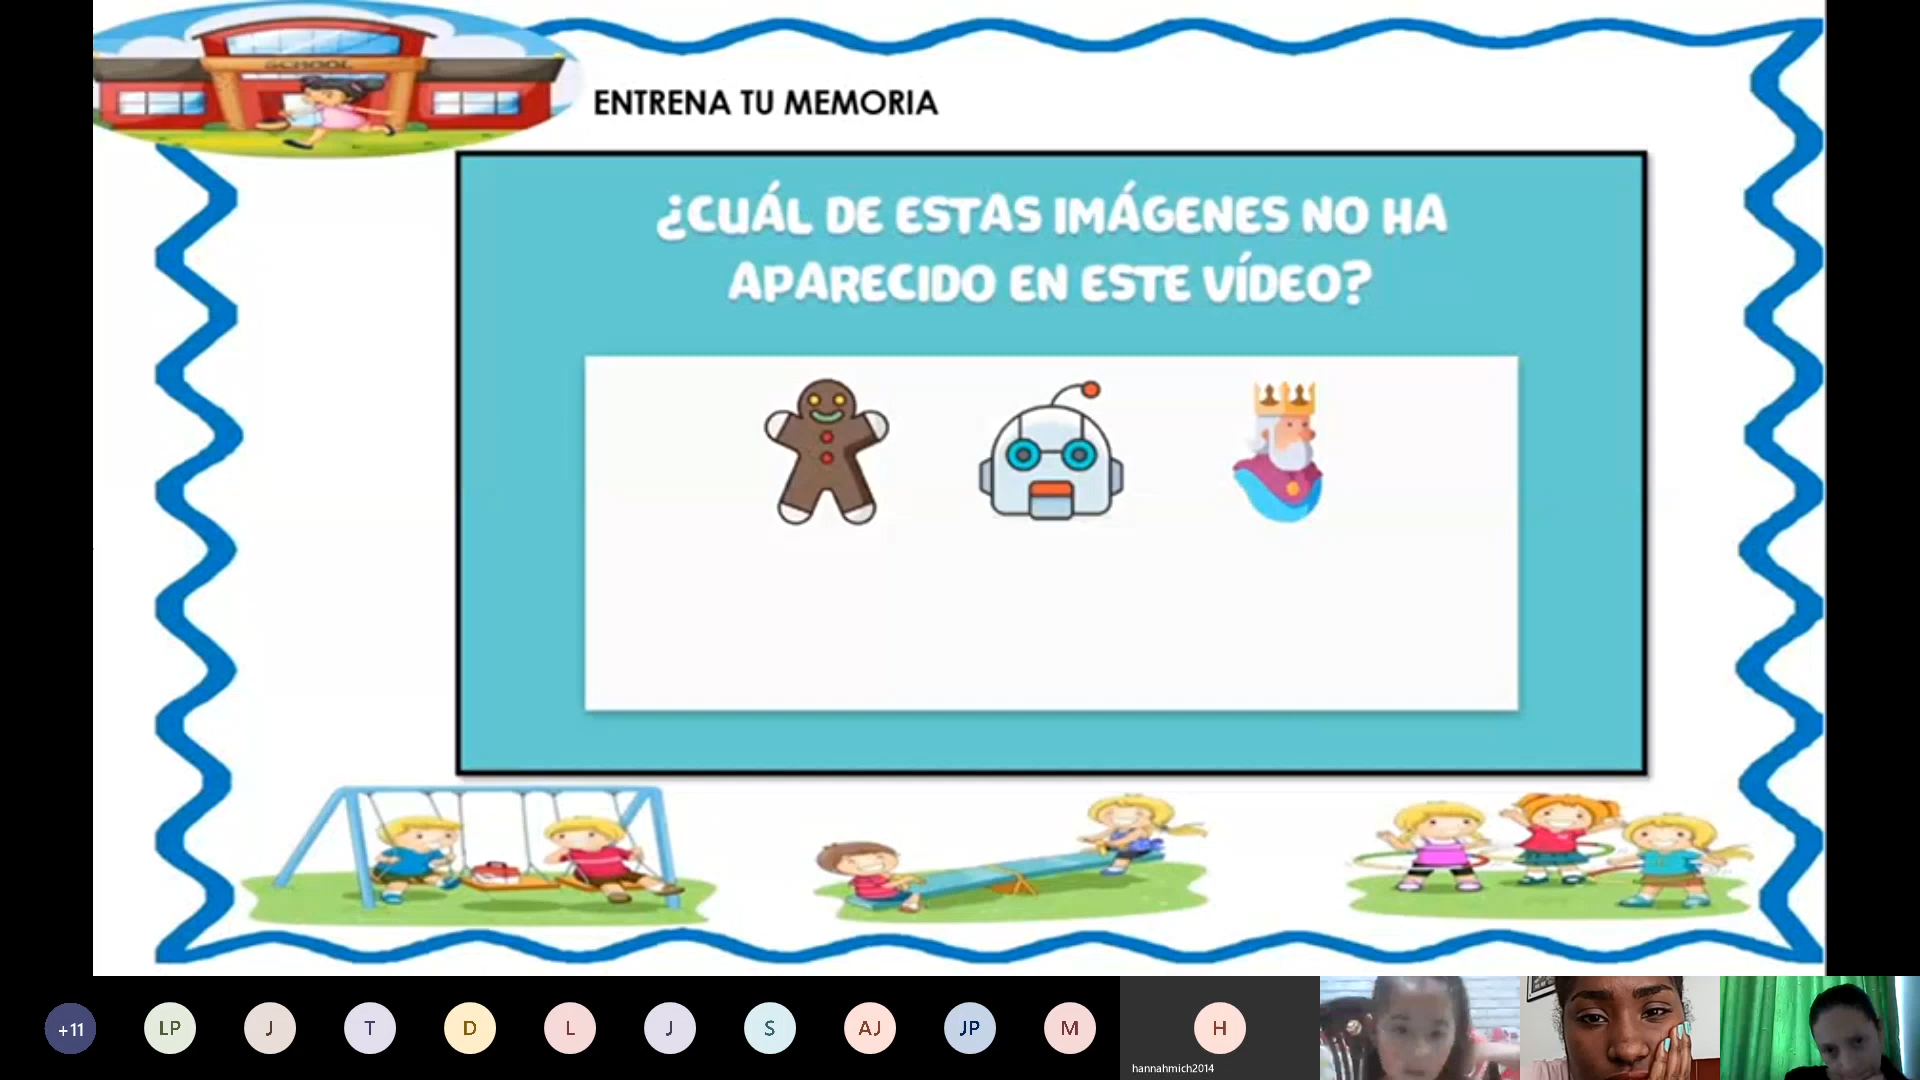 SCHOOL
ENTRENA TU MEMORIA
¿CUÁL DE ESTAS IMÁGENES NO HA
APARECIDO EN ESTE VÍDEO?
+11
LP
J
T
D
L
J
S
AJ
JP
M
H
hannahmich2014